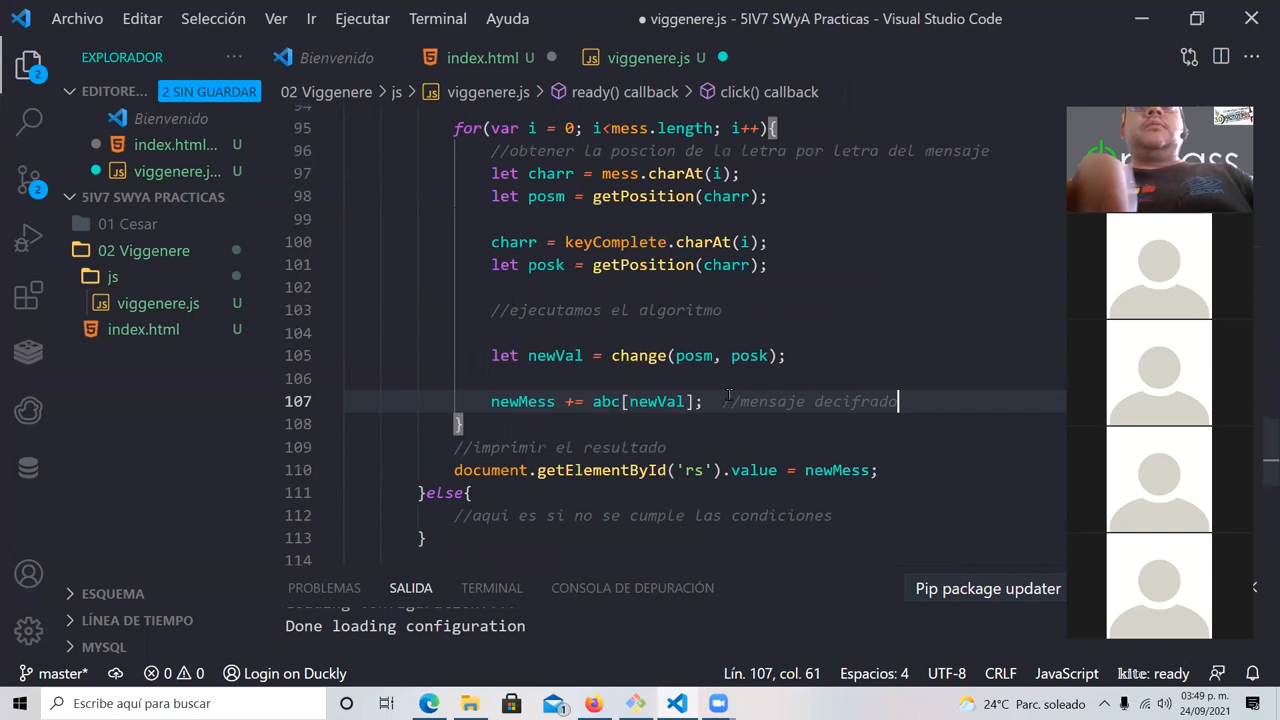 Archivo Editar Selección Ver Ir Ejecutar Terminal Ayuda
● viggenere.js - 5IV7 SWyA Practicas - Visual Studio Code
EXPLORADOR
Bienvenido
index.html U
viggenere.js U
EDITORE... 2 SIN GUARDAR
02 Viggenere > js > viggenere.js > ready() callback > click() callback
Bienvenido
index.html... U
viggenere.j... U
5IV7 SWYA PRACTICAS
01 Cesar
02 Viggenere
js
viggenere.js U
index.html U
94
95 for(var i = 0; i<mess.length; i++){
96 //obtener la poscion de la letra por letra del mensaje
97 let charr = mess.charAt(i);
98 let posm = getPosition(charr);
99
100 charr = keyComplete.charAt(i);
101 let posk = getPosition(charr);
102
103 //ejecutamos el algoritmo
104
105 let newVal = change(posm, posk);
106
107 newMess += abc[newVal]; //mensaje decifrado
108 }
109 //imprimir el resultado
110 document.getElementById('rs').value = newMess;
111 }else{
112 //aqui es si no se cumple las condiciones
113 }
114
2
2
ESQUEMA
LÍNEA DE TIEMPO
MYSQL
PROBLEMAS SALIDA TERMINAL CONSOLA DE DEPURACIÓN
Pip package updater
Loading configuration...
Done loading configuration
master* 0 0 Login on Duckly
Lín. 107, col. 61 Espacios: 4 UTF-8 CRLF JavaScript kite: ready
Escribe aquí para buscar
1
24°C Parc. soleado
03:49 p. m.
24/09/2021